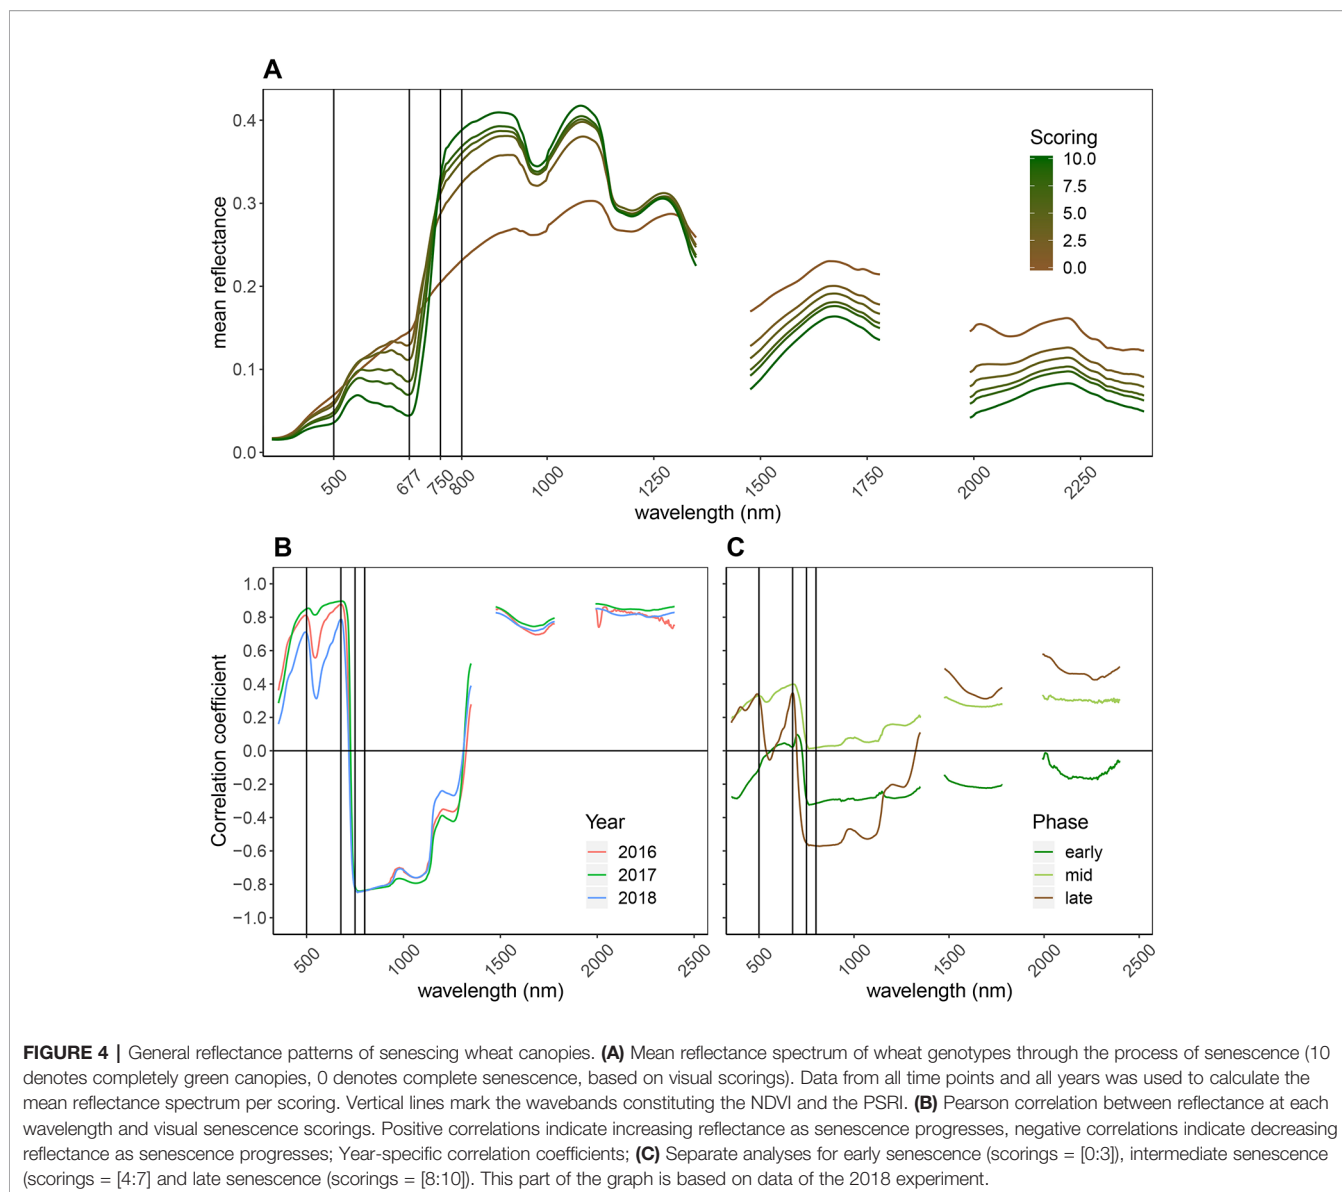 A
mean reflectance
0.4
0.3
0.2
0.1
0.0
Scoring
10.0
7.5
5.0
2.5
0.0
500
677
750
800
1000
1250
1500
1750
2000
2250
wavelength (nm)
B
Correlation coefficient
1.0
0.8
0.6
0.4
0.2
0.0
−0.2
−0.4
−0.6
−0.8
−1.0
Year
2016
2017
2018
500
1000
1500
2000
2500
wavelength (nm)
C
Phase
early
mid
late
500
1000
1500
2000
2500
wavelength (nm)
FIGURE 4 | General reflectance patterns of senescing wheat canopies. (A) Mean reflectance spectrum of wheat genotypes through the process of senescence (10
denotes completely green canopies, 0 denotes complete senescence, based on visual scorings). Data from all time points and all years was used to calculate the
mean reflectance spectrum per scoring. Vertical lines mark the wavebands constituting the NDVI and the PSRI. (B) Pearson correlation between reflectance at each
wavelength and visual senescence scorings. Positive correlations indicate increasing reflectance as senescence progresses, negative correlations indicate decreasing
reflectance as senescence progresses; Year-specific correlation coefficients; (C) Separate analyses for early senescence (scorings = [0:3]), intermediate senescence
(scorings = [4:7] and late senescence (scorings = [8:10]). This part of the graph is based on data of the 2018 experiment.